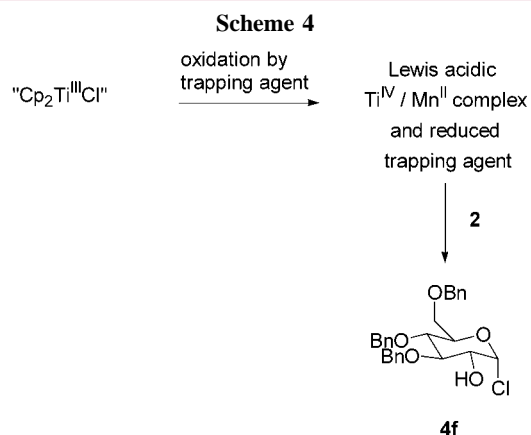 Scheme 4
oxidation by
trapping agent
"Cp₂TiᴵᴵᴵCl"
Lewis acidic
Tiᴵⱽ / Mnᴵᴵ complex
and reduced
trapping agent
2
OBn
BnO
O
BnO
HO
Cl
4f